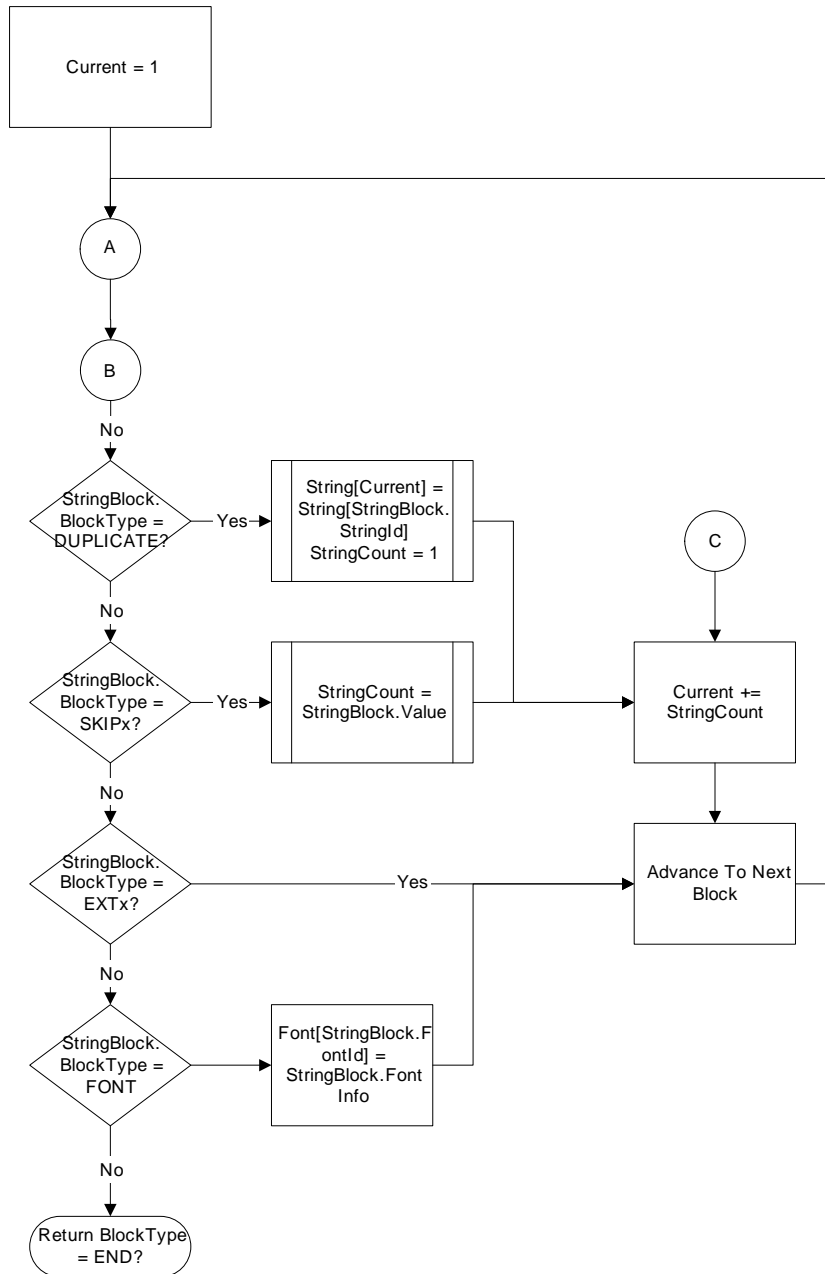 Current = 1
A
B
No
StringBlock.
BlockType =
DUPLICATE?
Yes
String[Current] =
String[StringBlock.
StringId]
StringCount = 1
C
No
StringBlock.
BlockType =
SKIPx?
Yes
StringCount =
StringBlock.Value
Current +=
StringCount
No
StringBlock.
BlockType =
EXTx?
Yes
Advance To Next
Block
No
StringBlock.
BlockType =
FONT
Font[StringBlock.F
ontId] =
StringBlock.Font
Info
No
Return BlockType
= END?